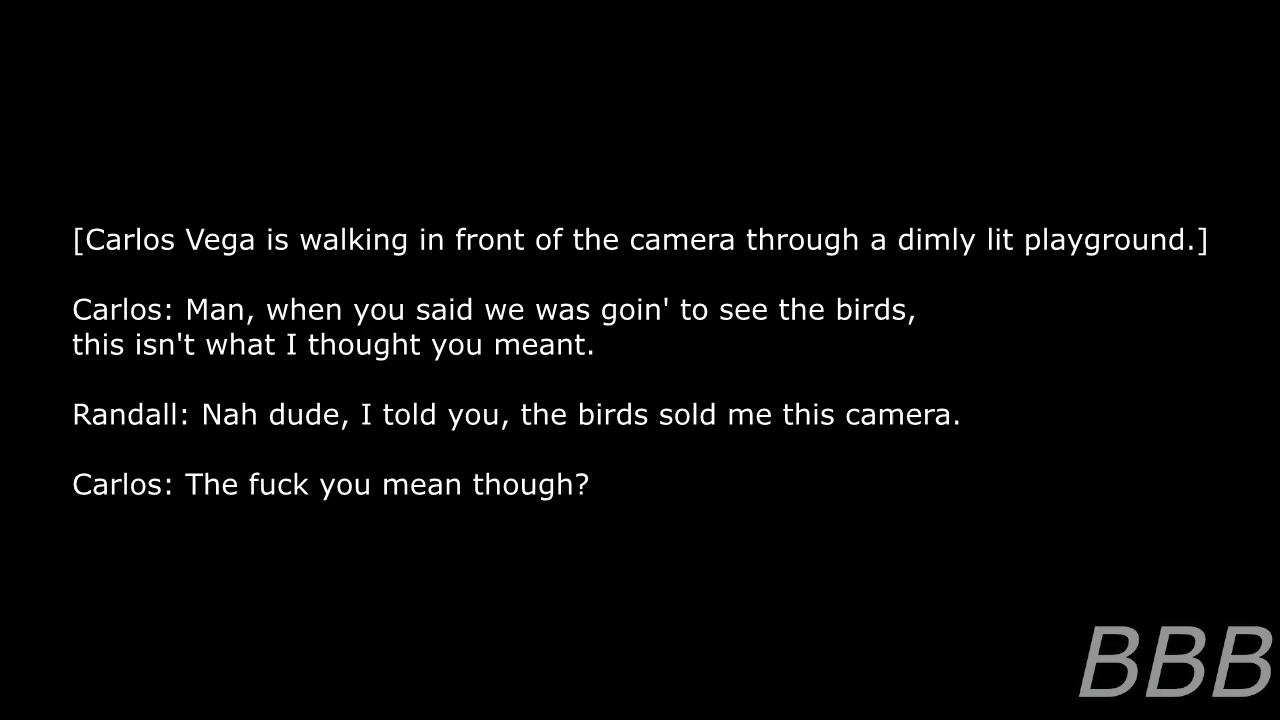 [Carlos Vega is walking in front of the camera through a dimly lit playground.]
Carlos: Man, when you said we was goin' to see the birds,
this isn't what I thought you meant.
Randall: Nah dude, I told you, the birds sold me this camera.
Carlos: The fuck you mean though?
BBB